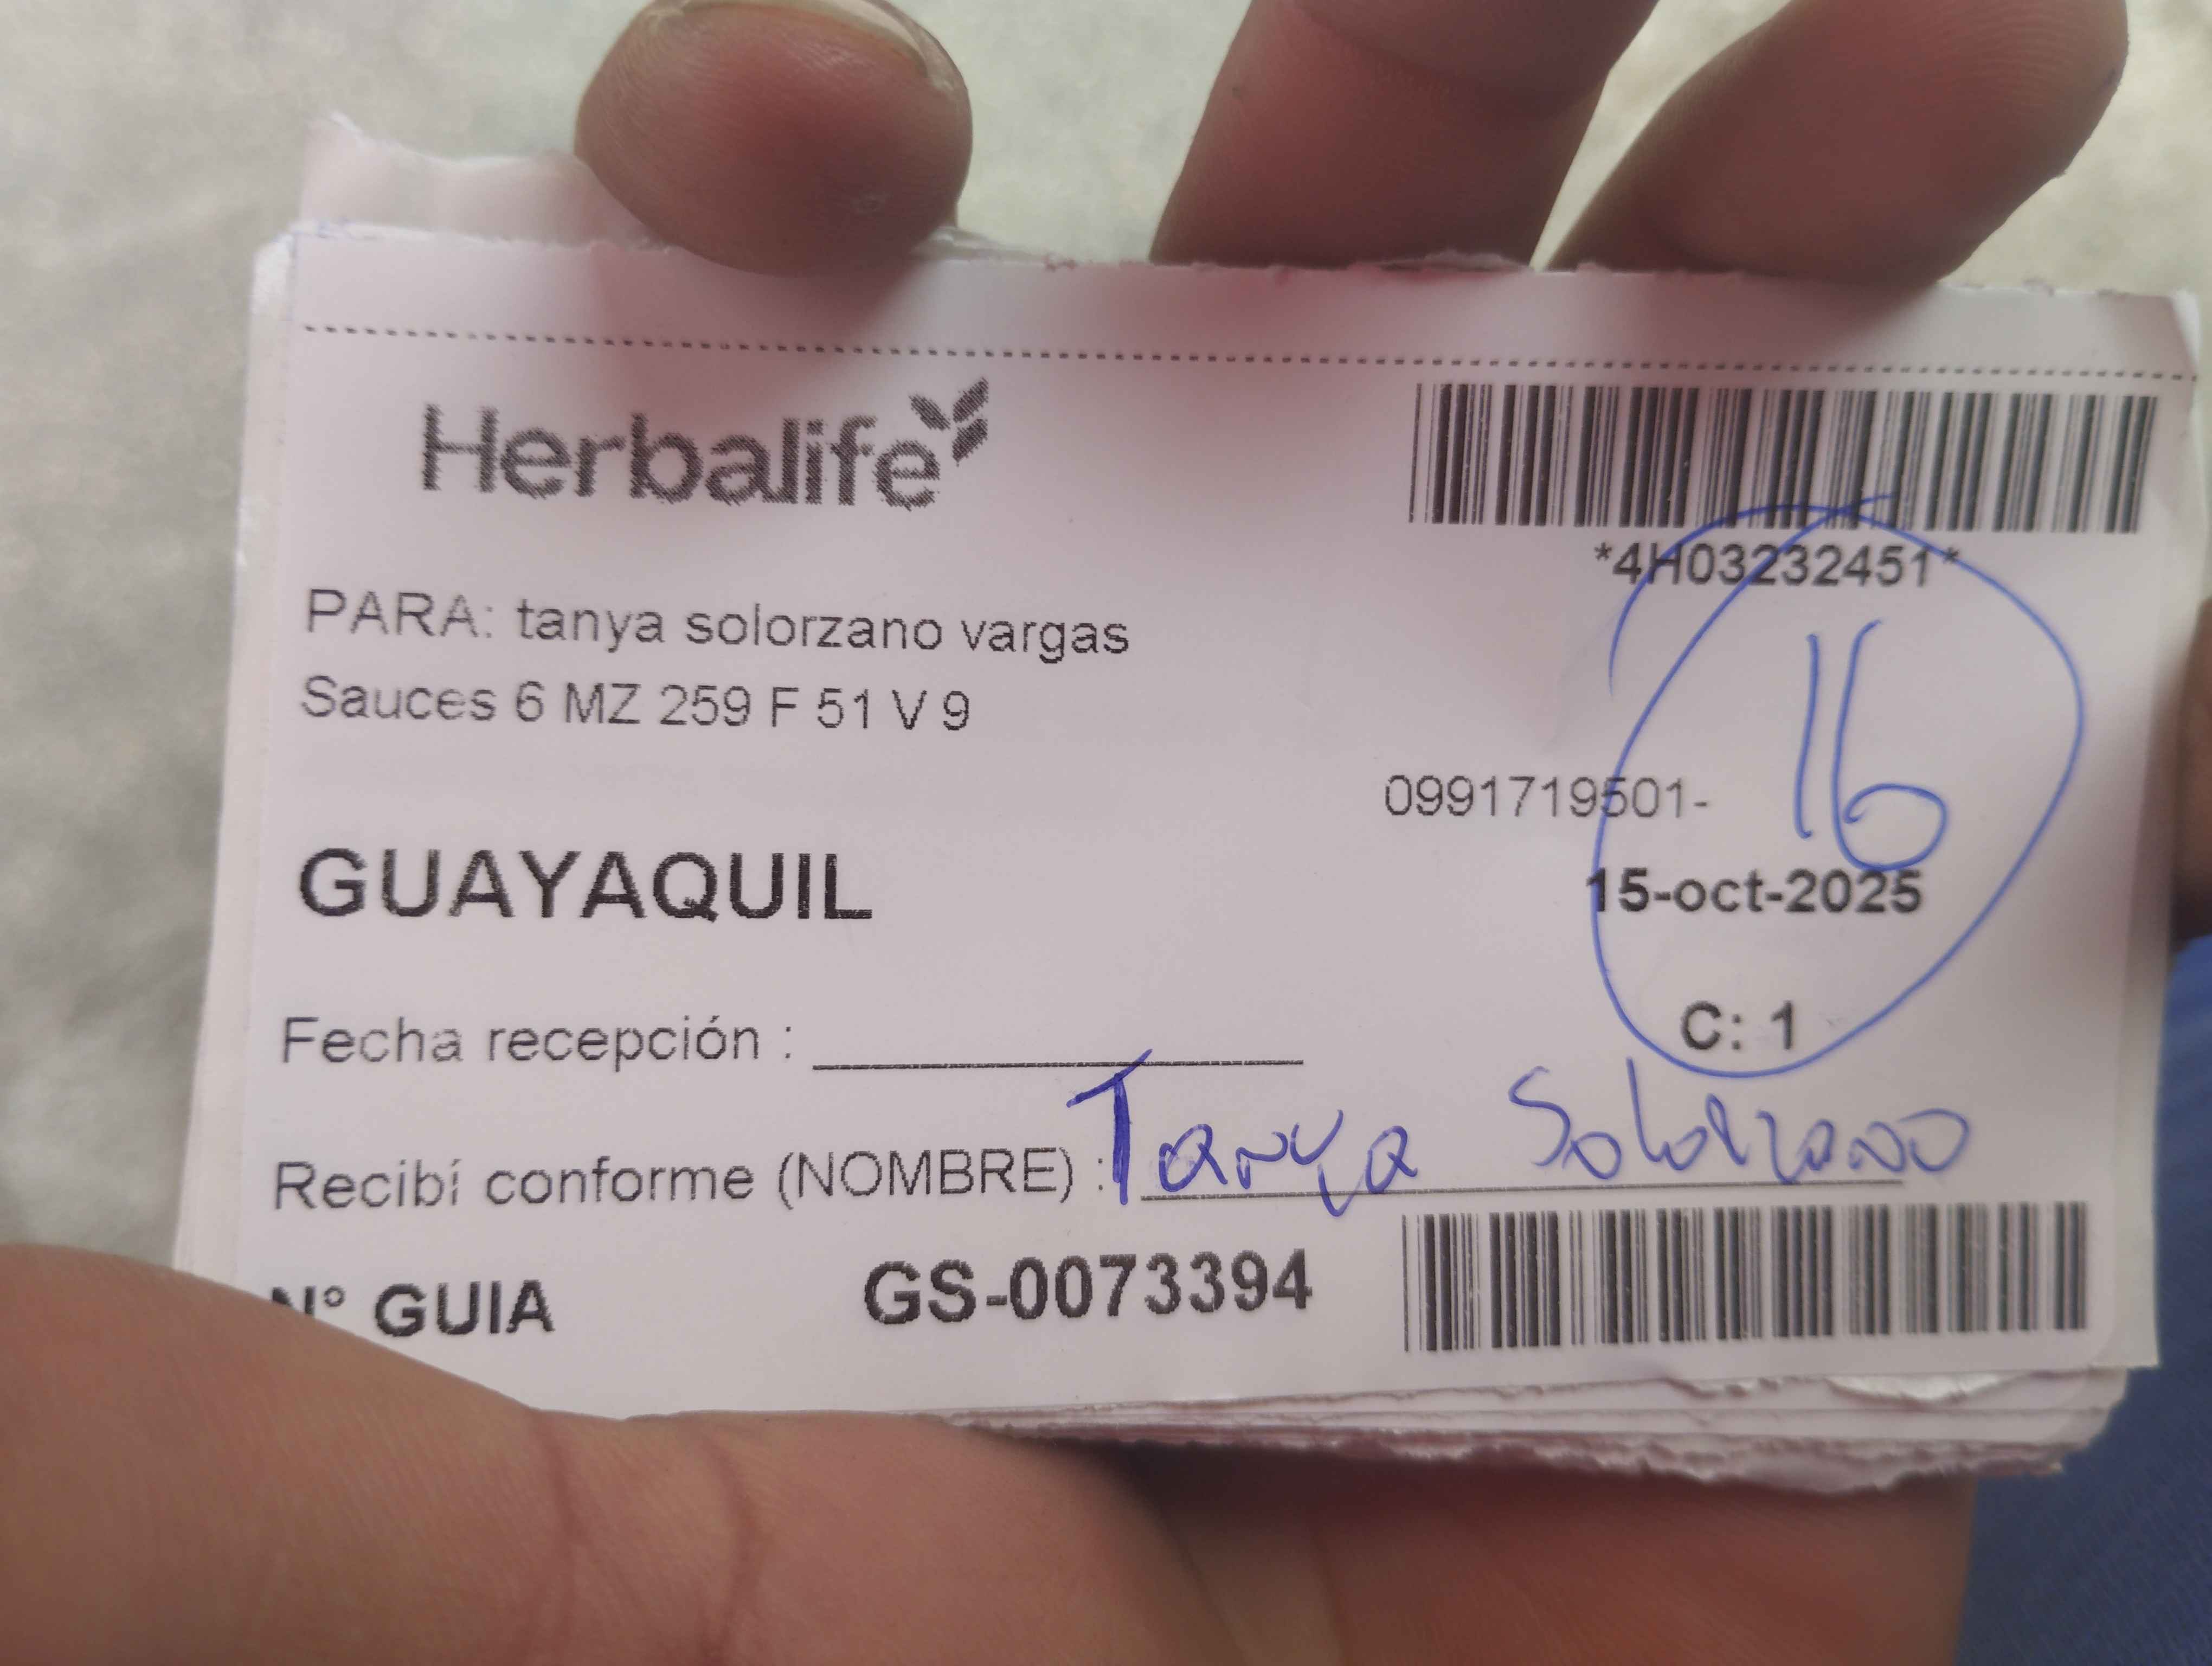 Herbalife
*4H03232451*
PARA: tanya solorzano vargas
Sauces 6 MZ 259 F 51 V 9
16
0991719501-
GUAYAQUIL
15-oct-2025
C: 1
Fecha recepción :
Recibí conforme (NOMBRE) : Tanya Solorzano
N° GUIA GS-0073394